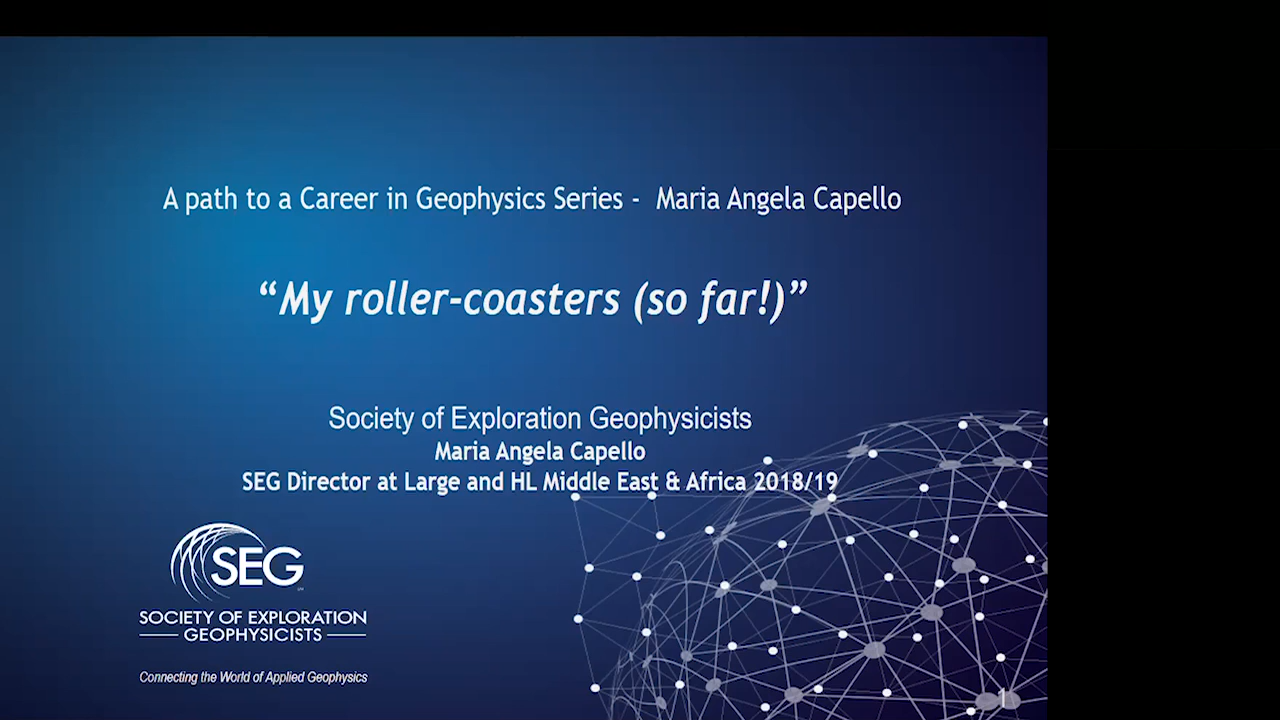 A path to a Career in Geophysics Series - Maria Angela Capello
“My roller-coasters (so far!)”
Society of Exploration Geophysicists
Maria Angela Capello
SEG Director at Large and HL Middle East & Africa 2018/19
SEG
SOCIETY OF EXPLORATION
GEOPHYSICISTS
Connecting the World of Applied Geophysics
1